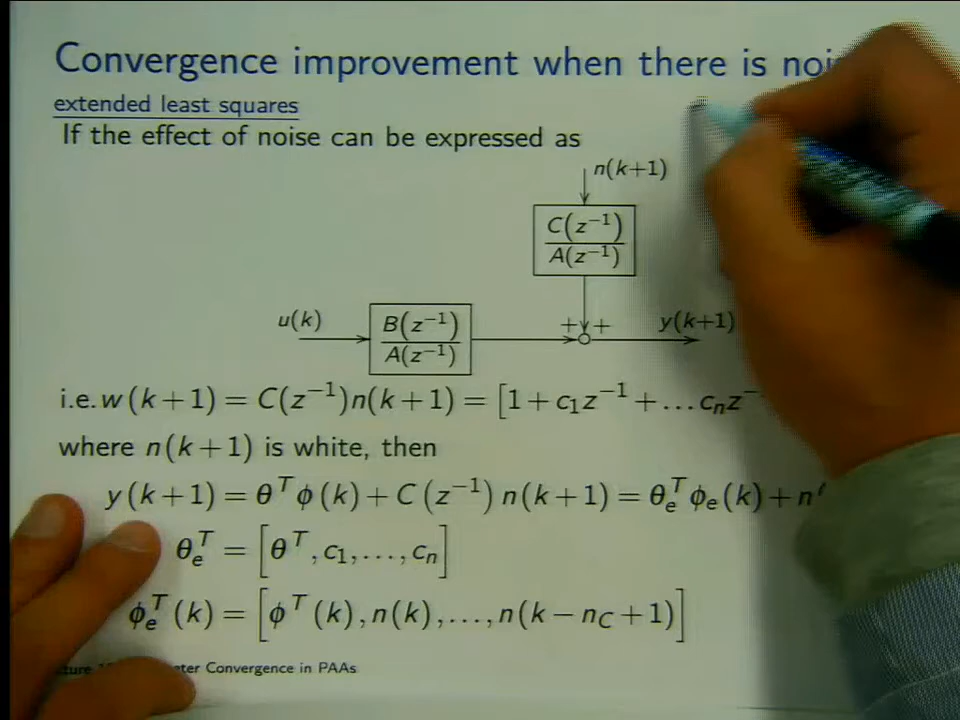 Convergence improvement when there is
extended least squares
If the effect of noise can be expressed as
n(k+1)
C(z⁻¹)
A(z⁻¹)
u(k)
B(z⁻¹)
A(z⁻¹)
+ +
y(k+1)
i.e. w(k+1) = C(z⁻¹)n(k+1) = [1 + c₁z⁻¹ + … cₙz⁻
where n(k+1) is white, then
y(k+1) = θᵀϕ(k) + C(z⁻¹) n(k+1) = θₑᵀϕₑ(k) + n
θₑᵀ = [θᵀ, c₁, …, cₙ]
ϕₑᵀ(k) = [ϕᵀ(k), n(k), …, n(k − n_C + 1)]
Convergence in PAAs